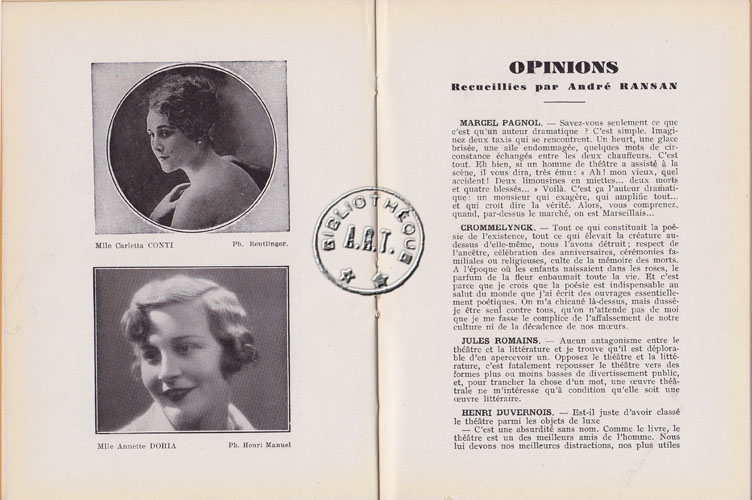 Mlle Carletta CONTI
Ph. Reutlinger.
Mlle Annette DORIA
Ph. Henri Manuel
BIBLIOTHÈQUE
A.R.T.
OPINIONS
Recueillies par André RANSAN
MARCEL PAGNOL. — Savez-vous seulement ce que
c'est qu'un auteur dramatique ? C'est simple. Imagi-
nez deux taxis qui se rencontrent. Un heurt, une glace
brisée, une aile endommagée, quelques mots de cir-
constance échangés entre les deux chauffeurs. C'est
tout. Eh bien, si un homme de théâtre a assisté à la
scène, il vous dira, très ému : « Ah ! mon vieux, quel
accident ! Deux limousines en miettes... deux morts
et quatre blessés... » Voilà. C'est ça l'auteur dramati-
que : un monsieur qui exagère, qui amplifie tout...
et qui croit dire la vérité. Alors, vous comprenez,
quand, par-dessus le marché, on est Marseillais...
CROMMELYNCK. — Tout ce qui constituait la poé-
sie de l'existence, tout ce qui élevait la créature au-
dessus d'elle-même, nous l'avons détruit ; respect de
l'ancêtre, célébration des anniversaires, cérémonies fa-
miliales ou religieuses, culte de la mémoire des morts.
A l'époque où les enfants naissaient dans les roses, le
parfum de la fleur embaumait toute la vie. Et c'est
parce que je crois que la poésie est indispensable au
salut du monde que j'ai écrit des ouvrages essentielle-
ment poétiques. On m'a chicané là-dessus, mais dussé-
je être seul contre tous, qu'on n'attende pas de moi
que je me fasse le complice de l'affaissement de notre
culture ni de la décadence de nos mœurs.
JULES ROMAINS. — Aucun antagonisme entre le
théâtre et la littérature et je trouve qu'il est déplora-
ble d'en apercevoir un. Opposez le théâtre et la litté-
rature, c'est fatalement repousser le théâtre vers des
formes plus ou moins basses de divertissement public,
et, pour trancher la chose d'un mot, une œuvre théâ-
trale ne m'intéresse qu'à condition qu'elle soit une
œuvre littéraire.
HENRI DUVERNOIS. — Est-il juste d'avoir classé
le théâtre parmi les objets de luxe
— C'est une absurdité sans nom. Comme le livre, le
théâtre est un des meilleurs amis de l'homme. Nous
lui devons nos meilleures distractions, nos plus utiles